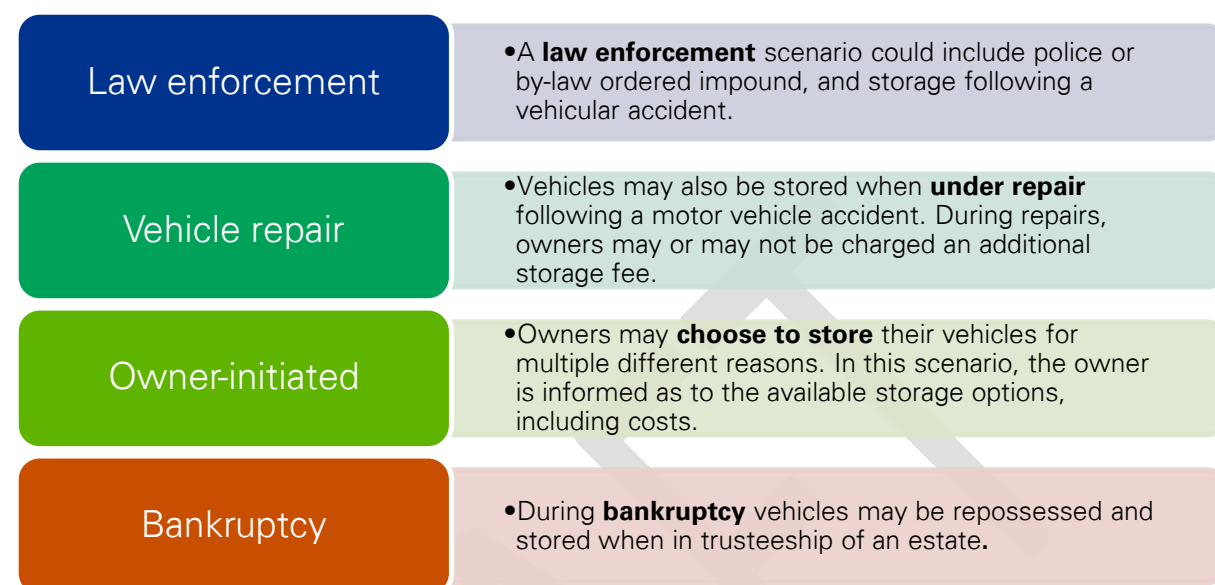 Law enforcement
•A law enforcement scenario could include police or
by-law ordered impound, and storage following a
vehicular accident.
Vehicle repair
•Vehicles may also be stored when under repair
following a motor vehicle accident. During repairs,
owners may or may not be charged an additional
storage fee.
Owner-initiated
•Owners may choose to store their vehicles for
multiple different reasons. In this scenario, the owner
is informed as to the available storage options,
including costs.
Bankruptcy
•During bankruptcy vehicles may be repossessed and
stored when in trusteeship of an estate.